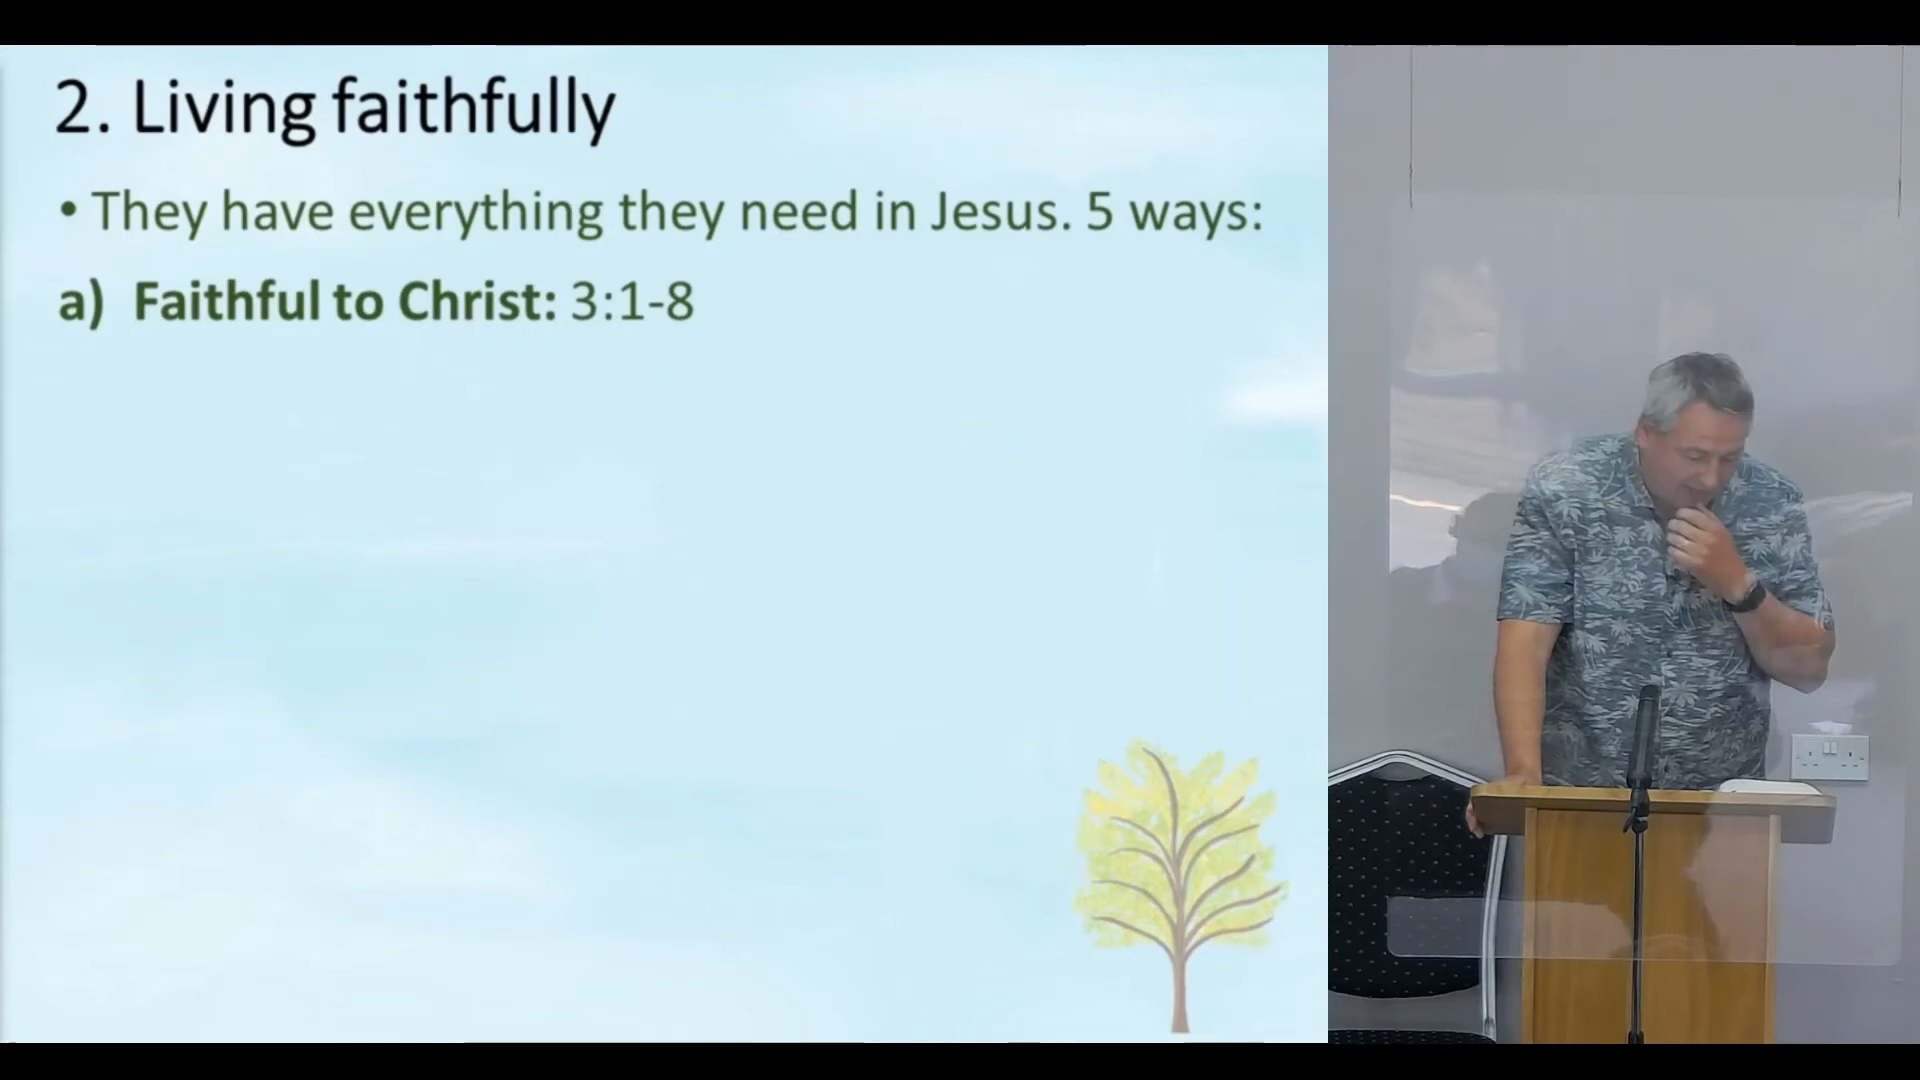 2. Living faithfully
• They have everything they need in Jesus. 5 ways:
a) Faithful to Christ: 3:1-8